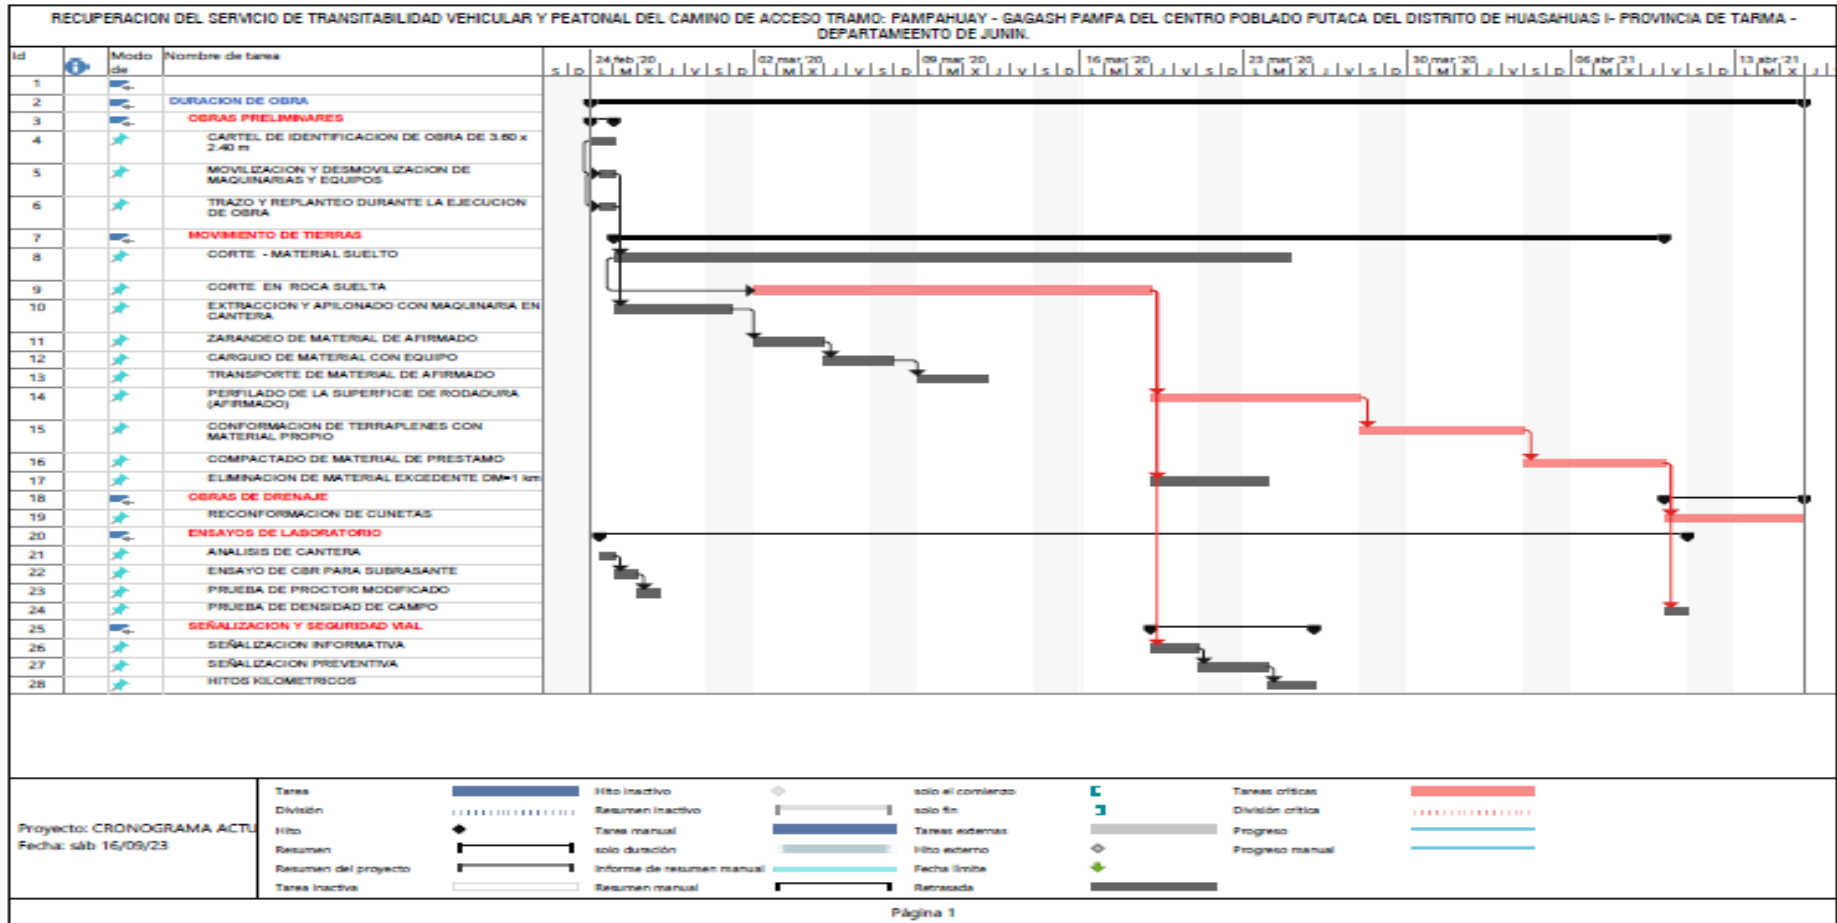 RECUPERACION DEL SERVICIO DE TRANSITABILIDAD VEHICULAR Y PEATONAL DEL CAMINO DE ACCESO TRAMO: PAMPAHUAY - GAGASH PAMPA DEL CENTRO POBLADO PUTACA DEL DISTRITO DE HUASAHUAS I- PROVINCIA DE TARMA -
DEPARTAMEENTO DE JUNIN.
Id Modo de Nombre de tarea 24 feb '20 02 mar '20 09 mar '20 16 mar '20 23 mar '20 30 mar '20 06 abr '21 13 abr '21
S D L M X J V S D L M X J V S D L M X J V S D L M X J V S D L M X J V S D L M X J V S D L M X J V S D L M X J
1
2 DURACION DE OBRA
3 OBRAS PRELIMINARES
4 CARTEL DE IDENTIFICACION DE OBRA DE 3.60 x
2.40 m
5 MOVILIZACION Y DESMOVILIZACION DE
MAQUINARIAS Y EQUIPOS
6 TRAZO Y REPLANTEO DURANTE LA EJECUCION
DE OBRA
7 MOVIMIENTO DE TIERRAS
8 CORTE - MATERIAL SUELTO
9 CORTE EN ROCA SUELTA
10 EXTRACCION Y APILONADO CON MAQUINARIA EN
CANTERA
11 ZARANDEO DE MATERIAL DE AFIRMADO
12 CARGUIO DE MATERIAL CON EQUIPO
13 TRANSPORTE DE MATERIAL DE AFIRMADO
14 PERFILADO DE LA SUPERFICIE DE RODADURA
(AFIRMADO)
15 CONFORMACION DE TERRAPLENES CON
MATERIAL PROPIO
16 COMPACTADO DE MATERIAL DE PRESTAMO
17 ELIMINACION DE MATERIAL EXCEDENTE DM=1 km
18 OBRAS DE DRENAJE
19 RECONFORMACION DE CUNETAS
20 ENSAYOS DE LABORATORIO
21 ANALISIS DE CANTERA
22 ENSAYO DE CBR PARA SUBRASANTE
23 PRUEBA DE PROCTOR MODIFICADO
24 PRUEBA DE DENSIDAD DE CAMPO
25 SEÑALIZACION Y SEGURIDAD VIAL
26 SEÑALIZACION INFORMATIVA
27 SEÑALIZACION PREVENTIVA
28 HITOS KILOMETRICOS
Proyecto: CRONOGRAMA ACTU
Fecha: sáb 16/09/23
Tarea Hito inactivo solo el comienzo Tareas críticas
División Resumen inactivo solo fin División crítica
Hito Tarea manual Tareas externas Progreso
Resumen solo duración Hito externo Progreso manual
Resumen del proyecto Informe de resumen manual Fecha límite
Tarea inactiva Resumen manual Retrasada
Página 1